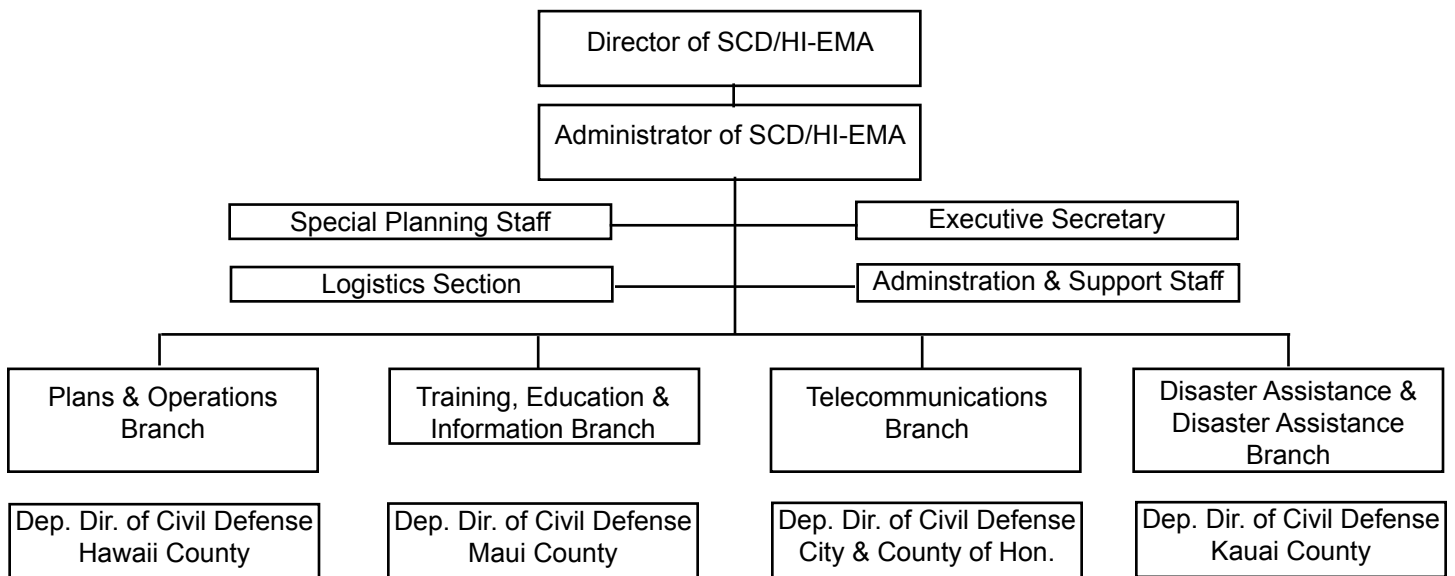 Director of SCD/HI-EMA
Administrator of SCD/HI-EMA
Special Planning Staff
Executive Secretary
Logistics Section
Adminstration & Support Staff
Plans & Operations
Branch
Training, Education &
Information Branch
Telecommunications
Branch
Disaster Assistance &
Disaster Assistance
Branch
Dep. Dir. of Civil Defense
Hawaii County
Dep. Dir. of Civil Defense
Maui County
Dep. Dir. of Civil Defense
City & County of Hon.
Dep. Dir. of Civil Defense
Kauai County